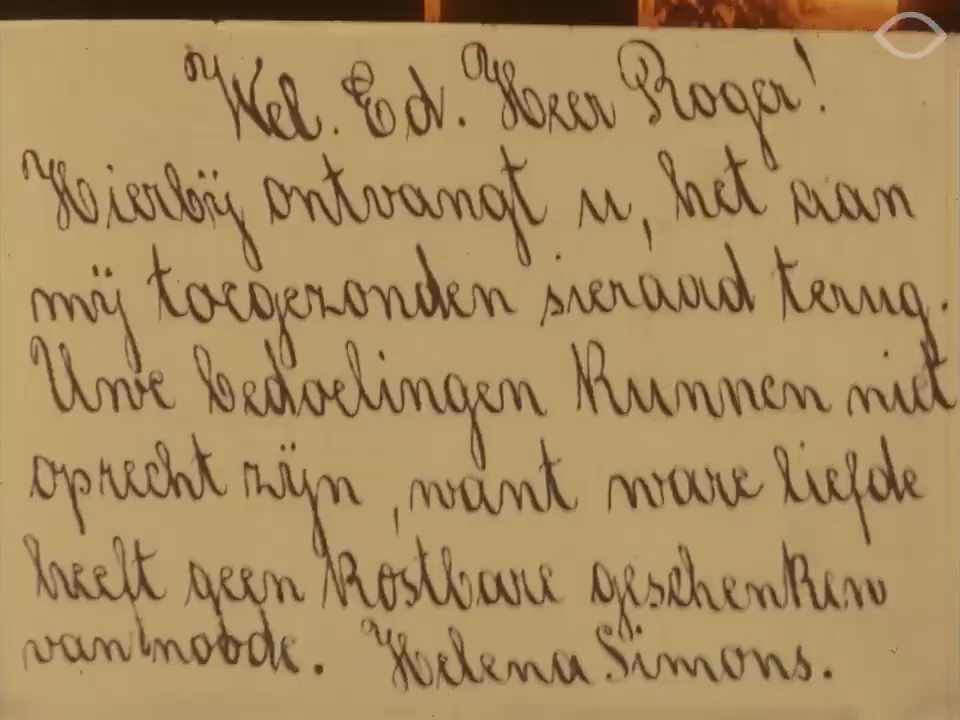 Wel. Ed. Heer Roger!
Hierbij ontvangt u, het aan
mij toegezonden sieraad terug.
Uwe bedoelingen kunnen niet
oprecht zijn, want ware liefde
heeft geen kostbare geschenken
van noode. Helena Simons.